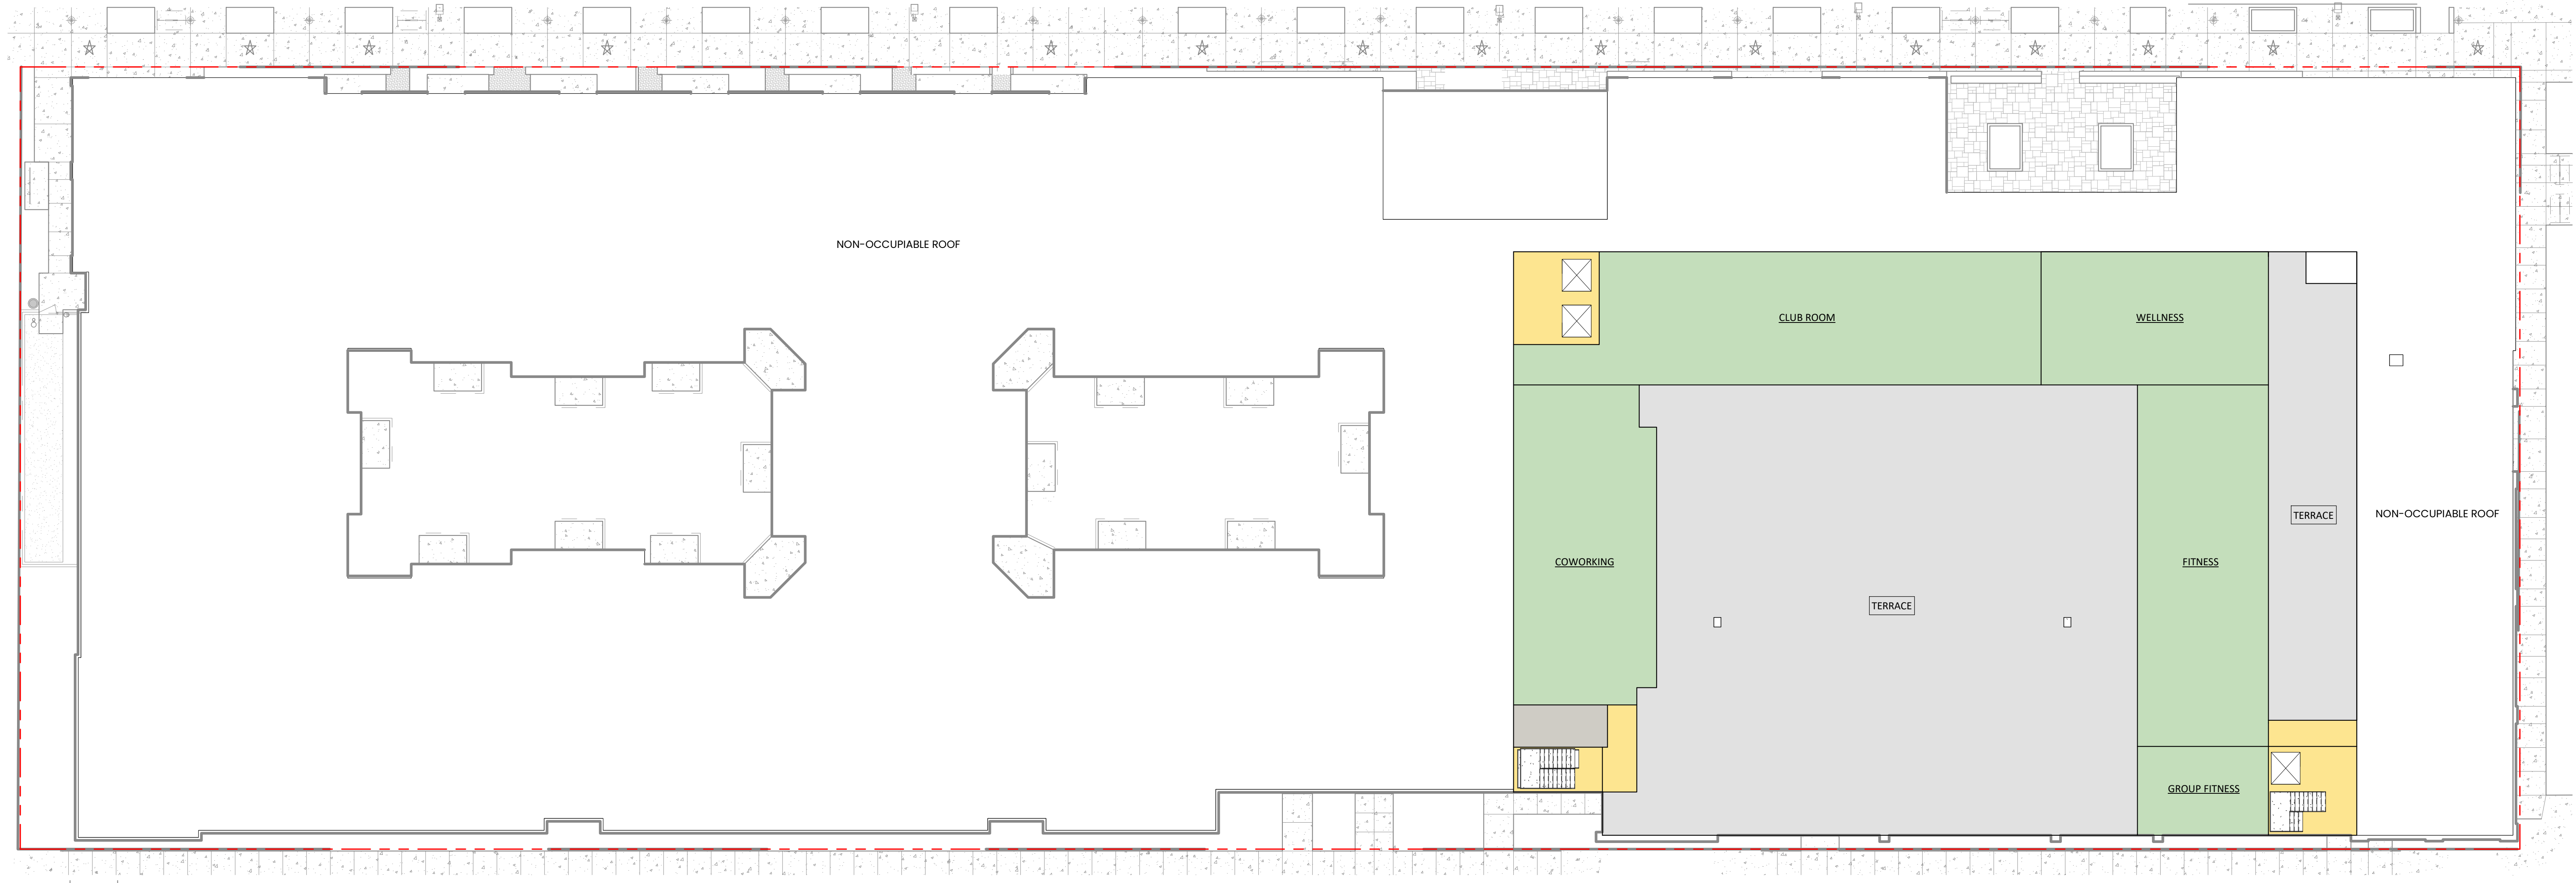 NON-OCCUPIABLE ROOF
CLUB ROOM
WELLNESS
TERRACE
NON-OCCUPIABLE ROOF
COWORKING
FITNESS
TERRACE
GROUP FITNESS